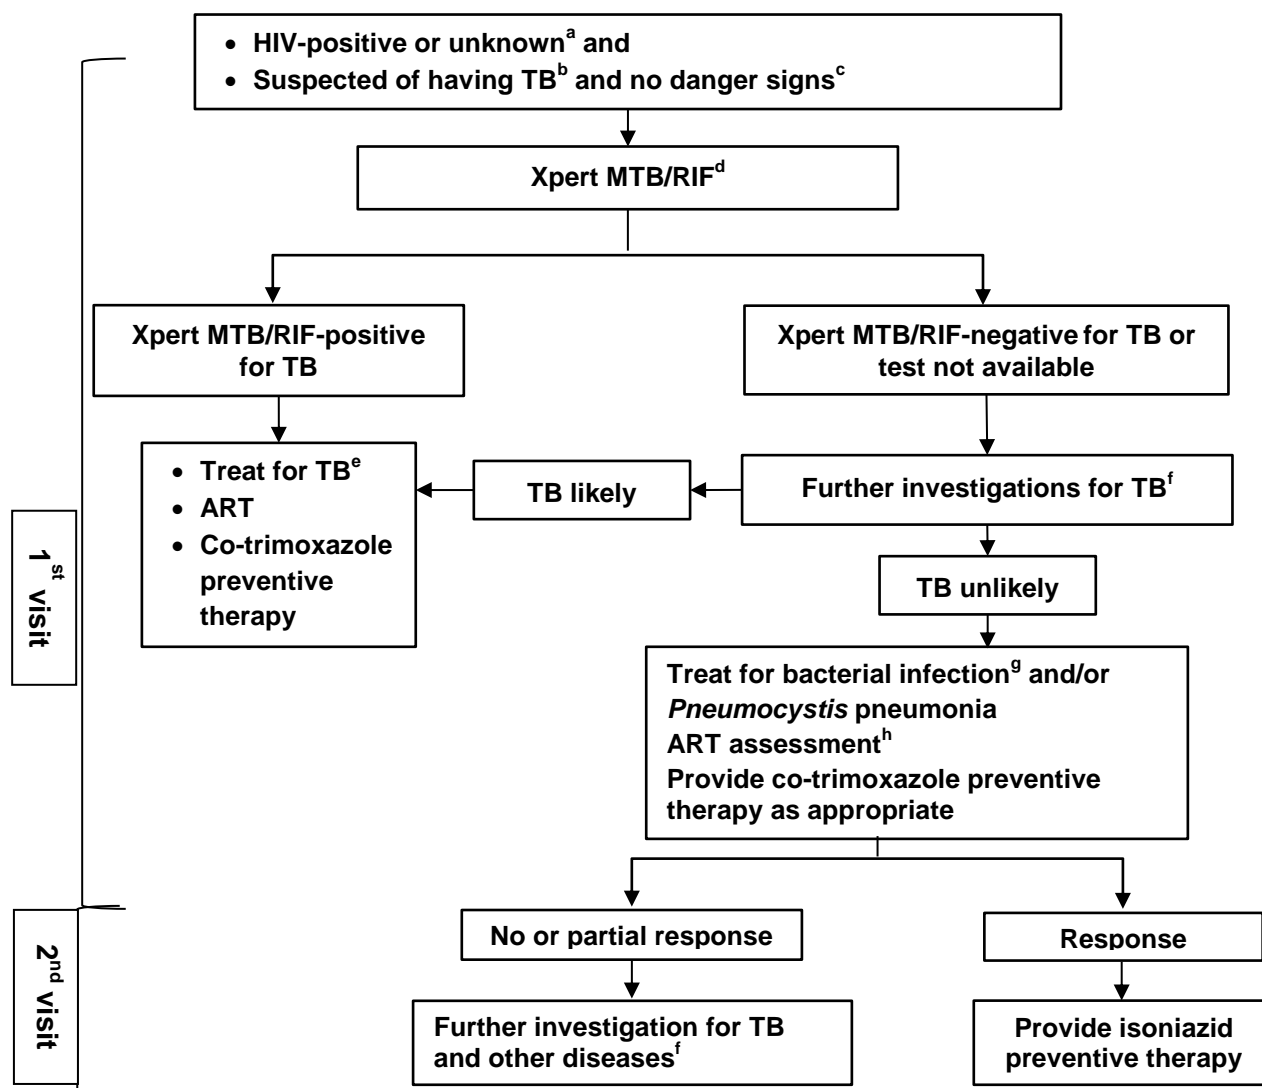 • HIV-positive or unknownᵃ and
• Suspected of having TBᵇ and no danger signsᶜ
Xpert MTB/RIFᵈ
Xpert MTB/RIF-positive
for TB
Xpert MTB/RIF-negative for TB or
test not available
• Treat for TBᵉ
• ART
• Co-trimoxazole
preventive
therapy
TB likely
Further investigations for TBᶠ
TB unlikely
1ˢᵗ visit
Treat for bacterial infectionᵍ and/or
Pneumocystis pneumonia
ART assessmentʰ
Provide co-trimoxazole preventive
therapy as appropriate
2ⁿᵈ visit
No or partial response
Response
Further investigation for TB
and other diseasesᶠ
Provide isoniazid
preventive therapy